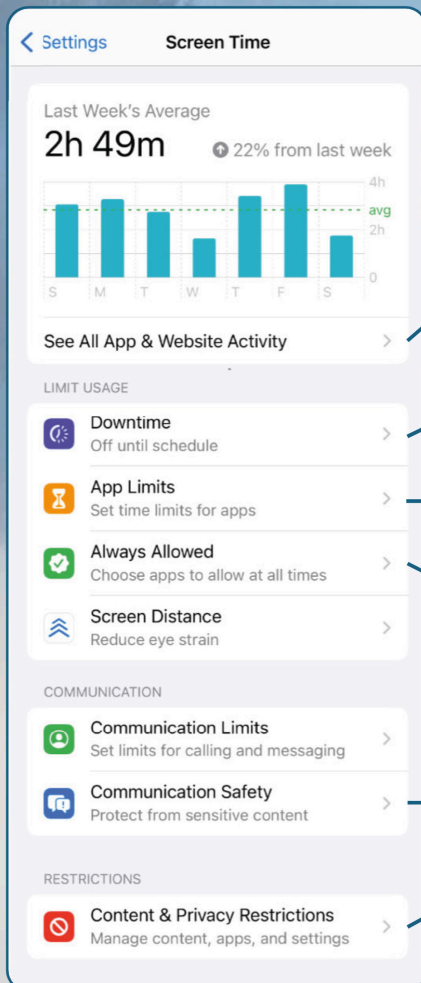 Settings
Screen Time
Last Week's Average
2h 49m
22% from last week
4h
avg
2h
0
S M T W T F S
See All App & Website Activity
LIMIT USAGE
Downtime
Off until schedule
App Limits
Set time limits for apps
Always Allowed
Choose apps to allow at all times
Screen Distance
Reduce eye strain
COMMUNICATION
Communication Limits
Set limits for calling and messaging
Communication Safety
Protect from sensitive content
RESTRICTIONS
Content & Privacy Restrictions
Manage content, apps, and settings